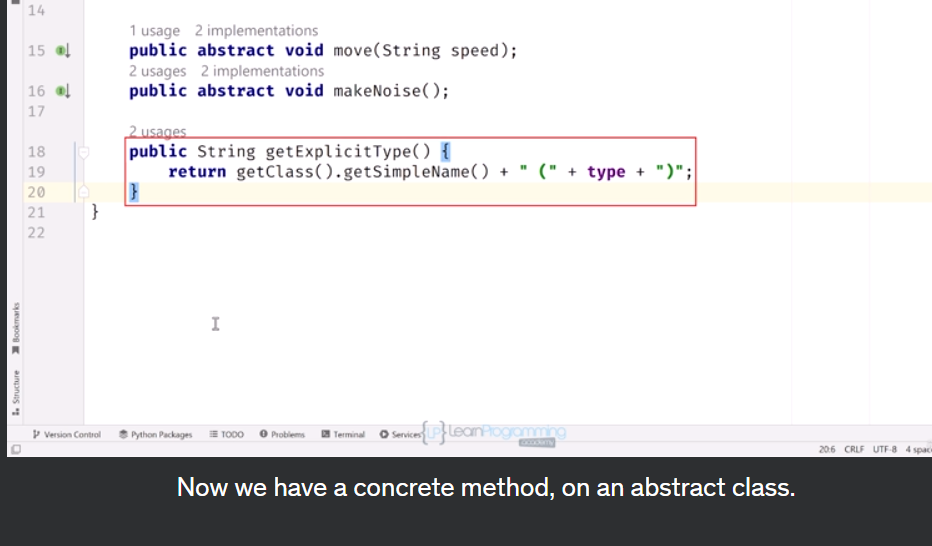 14
1 usage 2 implementations
15 public abstract void move(String speed);
2 usages 2 implementations
16 public abstract void makeNoise();
17
2 usages
18 public String getExplicitType() {
19 return getClass().getSimpleName() + " (" + type + ")";
20 }
21 }
22
Bookmarks
Structure
Version Control Python Packages TODO Problems Terminal Services
{LP} LearnProgramming
academy
20:6 CRLF UTF-8 4 spac
Now we have a concrete method, on an abstract class.